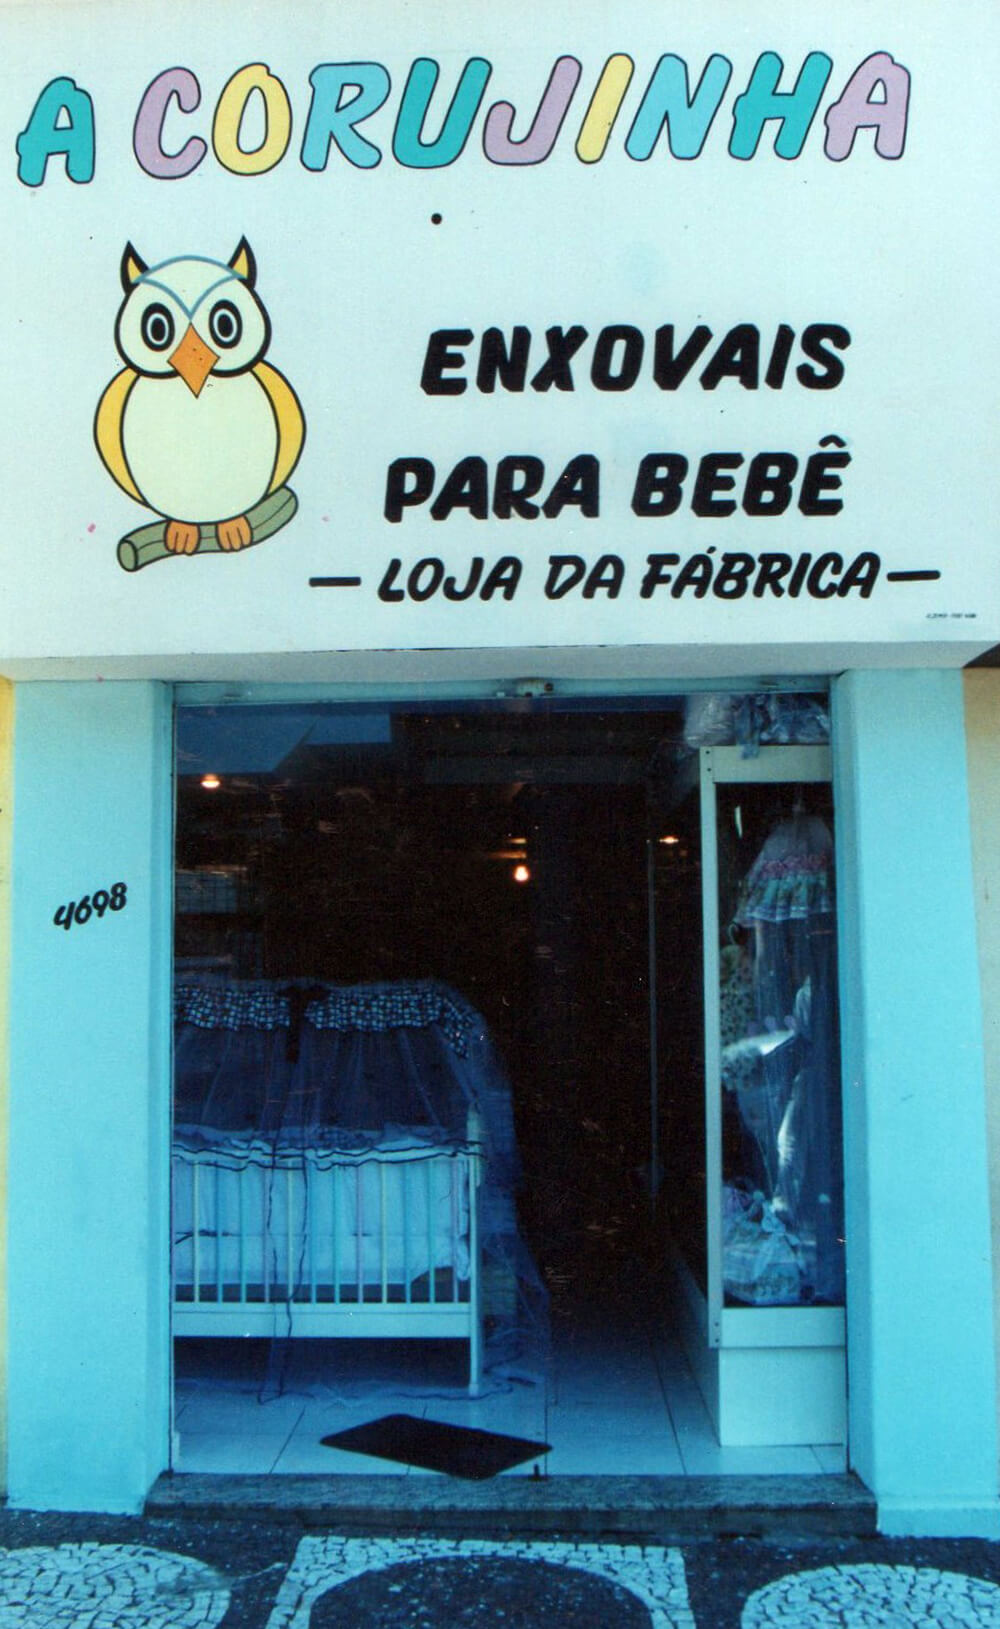 A CORUJINHA
ENXOVAIS
PARA BEBÊ
— LOJA DA FÁBRICA —
4698